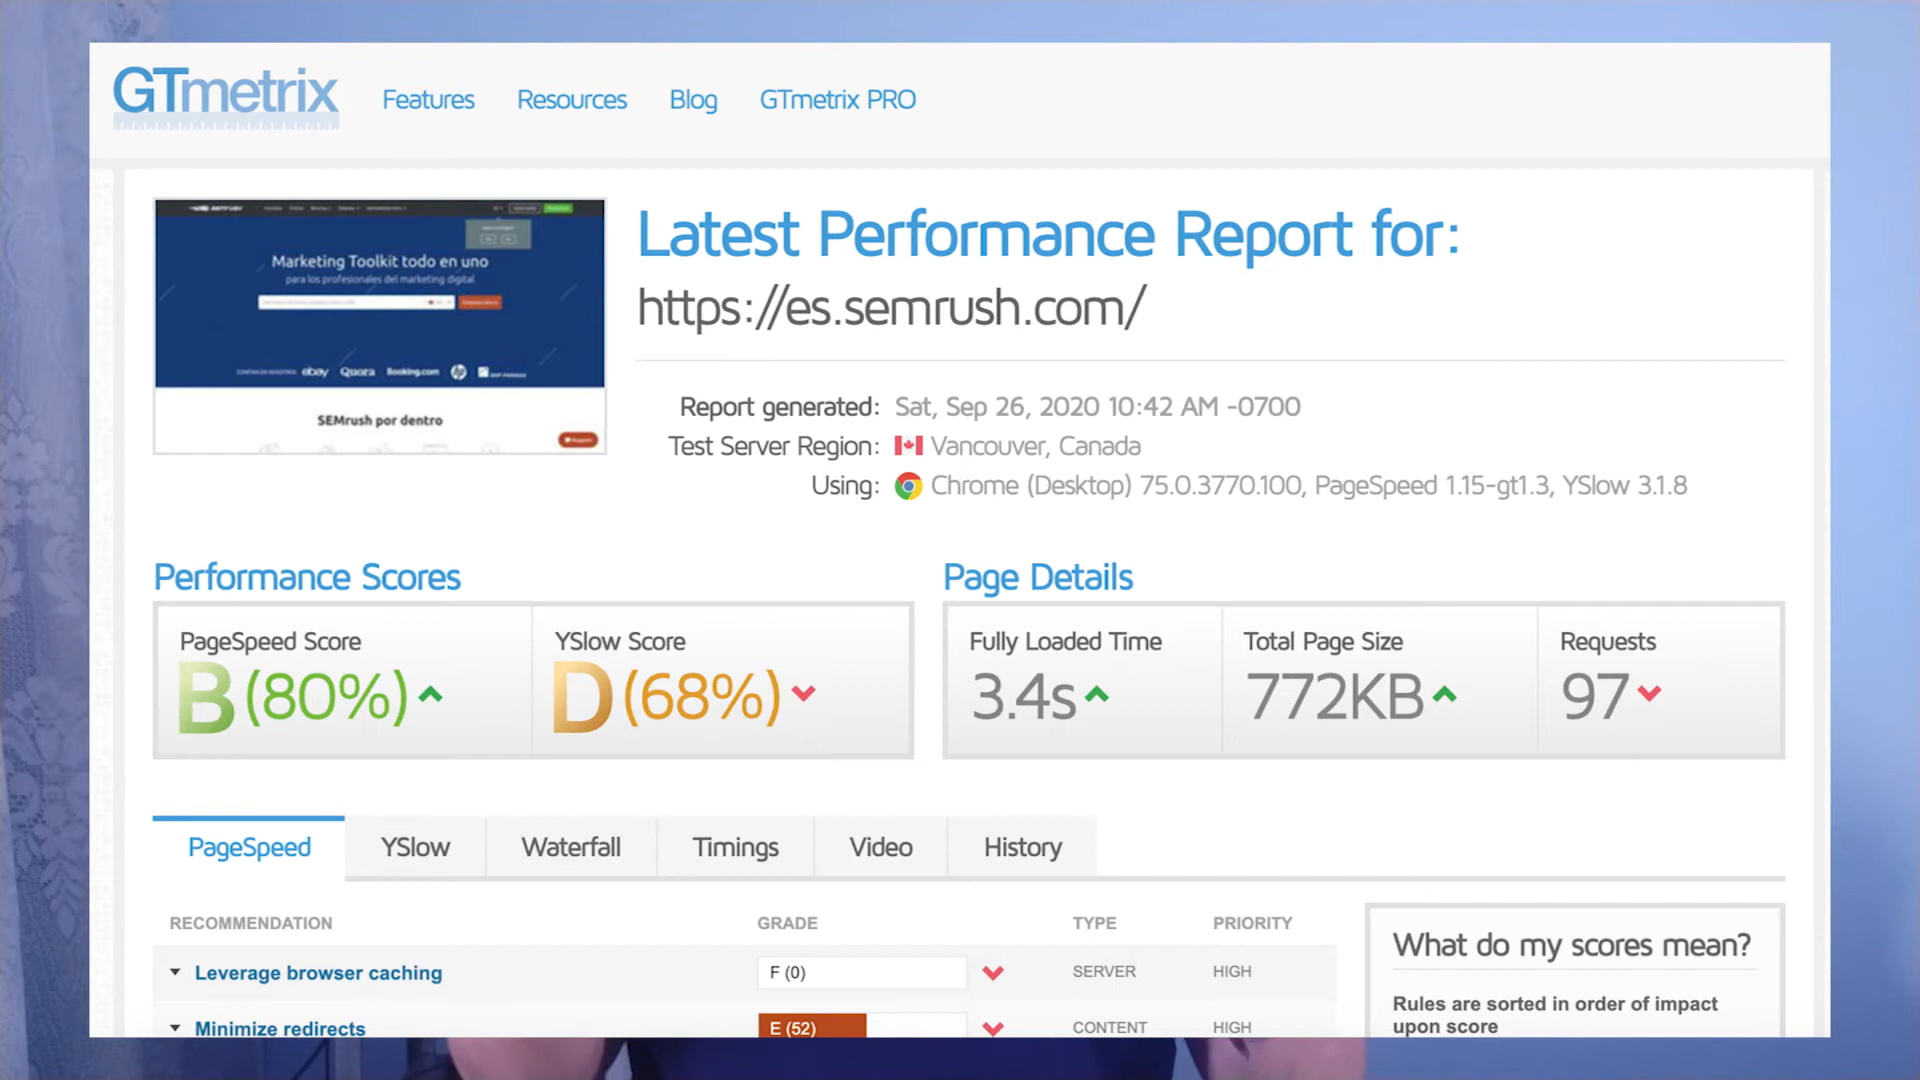 GTmetrix Features Resources Blog GTmetrix PRO
SEMRUSH
Marketing Toolkit todo en uno
para los profesionales del marketing digital
ebay Quora Booking.com hp
SEMrush por dentro
Support
Latest Performance Report for:
https://es.semrush.com/
Report generated: Sat, Sep 26, 2020 10:42 AM -0700
Test Server Region: Vancouver, Canada
Using: Chrome (Desktop) 75.0.3770.100, PageSpeed 1.15-gt1.3, YSlow 3.1.8
Performance Scores
PageSpeed Score YSlow Score
B (80%) D (68%)
Page Details
Fully Loaded Time Total Page Size Requests
3.4s 772KB 97
PageSpeed YSlow Waterfall Timings Video History
RECOMMENDATION GRADE TYPE PRIORITY
Leverage browser caching F (0) SERVER HIGH
Minimize redirects E (52) CONTENT HIGH
What do my scores mean?
Rules are sorted in order of impact
upon score